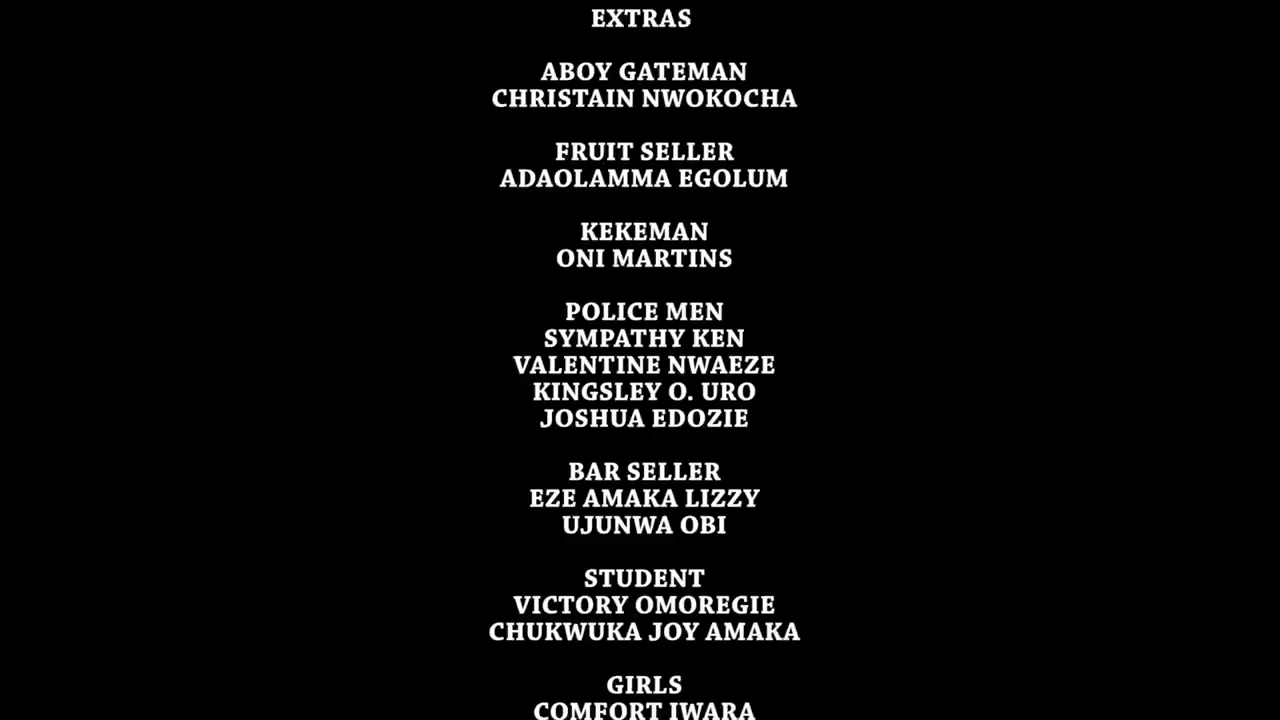 EXTRAS
ABOY GATEMAN
CHRISTAIN NWOKOCHA
FRUIT SELLER
ADAOLAMMA EGOLUM
KEKEMAN
ONI MARTINS
POLICE MEN
SYMPATHY KEN
VALENTINE NWAEZE
KINGSLEY O. URO
JOSHUA EDOZIE
BAR SELLER
EZE AMAKA LIZZY
UJUNWA OBI
STUDENT
VICTORY OMOREGIE
CHUKWUKA JOY AMAKA
GIRLS
COMFORT IWARA